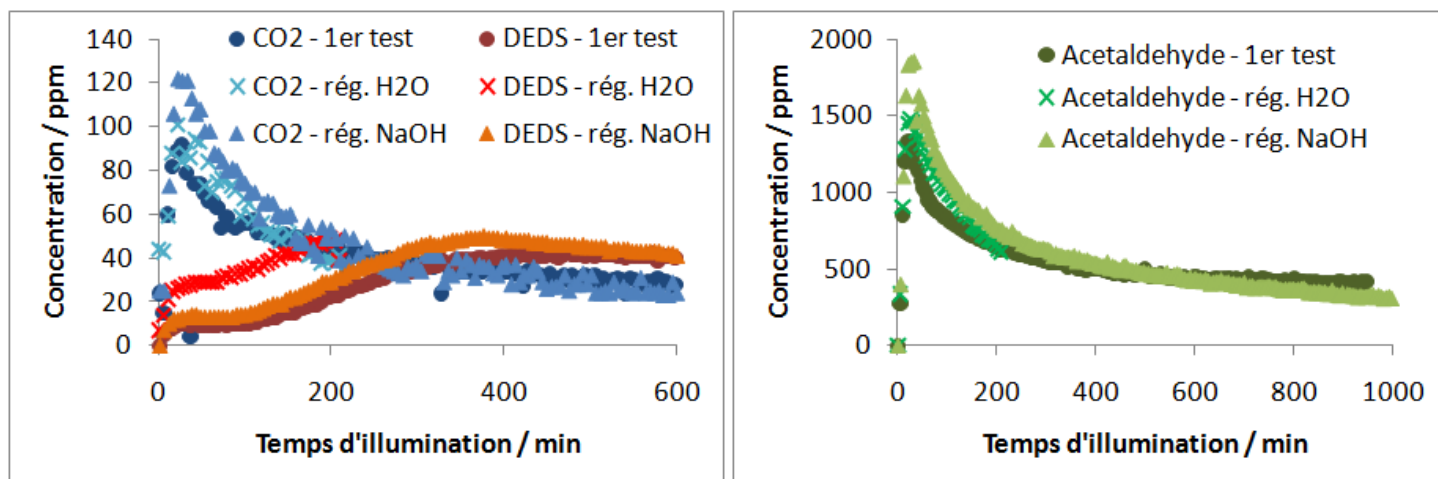 CO2 - 1er test
DEDS - 1er test
CO2 - rég. H2O
DEDS - rég. H2O
CO2 - rég. NaOH
DEDS - rég. NaOH
Concentration / ppm
140
120
100
80
60
40
20
0
0 200 400 600
Temps d'illumination / min
Acetaldehyde - 1er test
Acetaldehyde - rég. H2O
Acetaldehyde - rég. NaOH
Concentration / ppm
2000
1500
1000
500
0
0 200 400 600 800 1000
Temps d'illumination / min